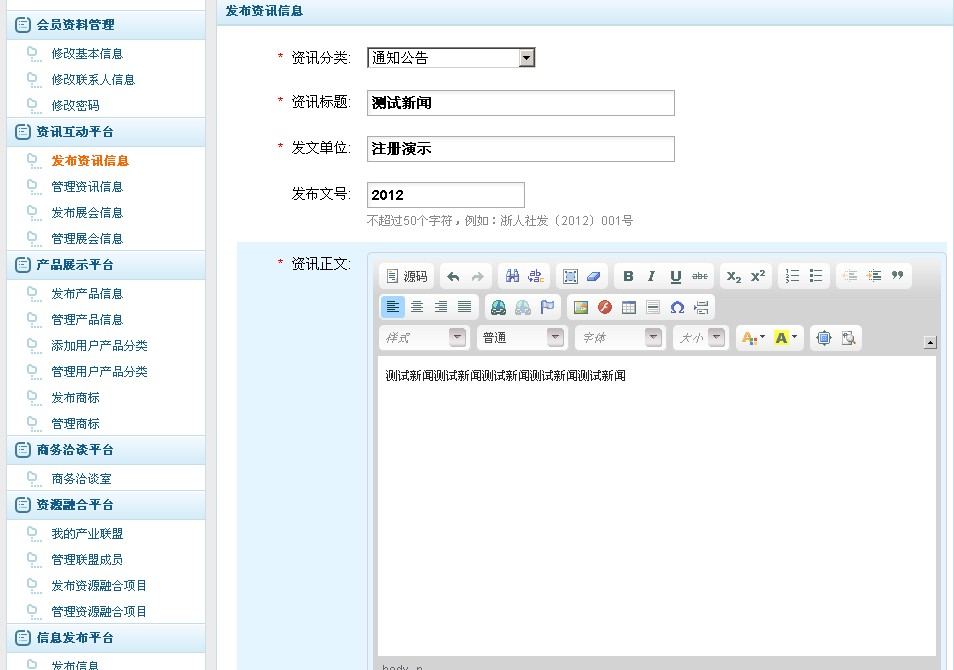 会员资料管理
修改基本信息
修改联系人信息
修改密码
资讯互动平台
发布资讯信息
管理资讯信息
发布展会信息
管理展会信息
产品展示平台
发布产品信息
管理产品信息
添加用户产品分类
管理用户产品分类
发布商标
管理商标
商务洽谈平台
商务洽谈室
资源融合平台
我的产业联盟
管理联盟成员
发布资源融合项目
管理资源融合项目
信息发布平台
发布信息
发布资讯信息
* 资讯分类: 通知公告
* 资讯标题: 测试新闻
* 发文单位: 注册演示
发布文号: 2012
不超过50个字符，例如：浙人社发（2012）001号
* 资讯正文:
源码 B I U abc X₂ X²
样式 普通 字体 大小 A A
测试新闻测试新闻测试新闻测试新闻测试新闻
body p